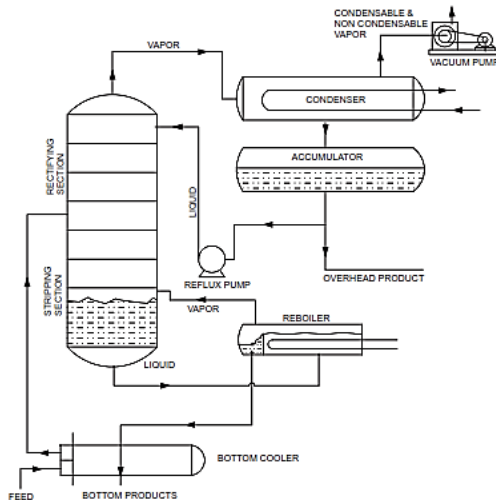 CONDENSABLE &
NON CONDENSABLE
VAPOR
VAPOR
VACUUM PUMP
CONDENSER
ACCUMULATOR
RECTIFYING
SECTION
LIQUID
REFLUX PUMP
OVERHEAD PRODUCT
STRIPPING
SECTION
VAPOR
REBOILER
LIQUID
BOTTOM COOLER
FEED
BOTTOM PRODUCTS